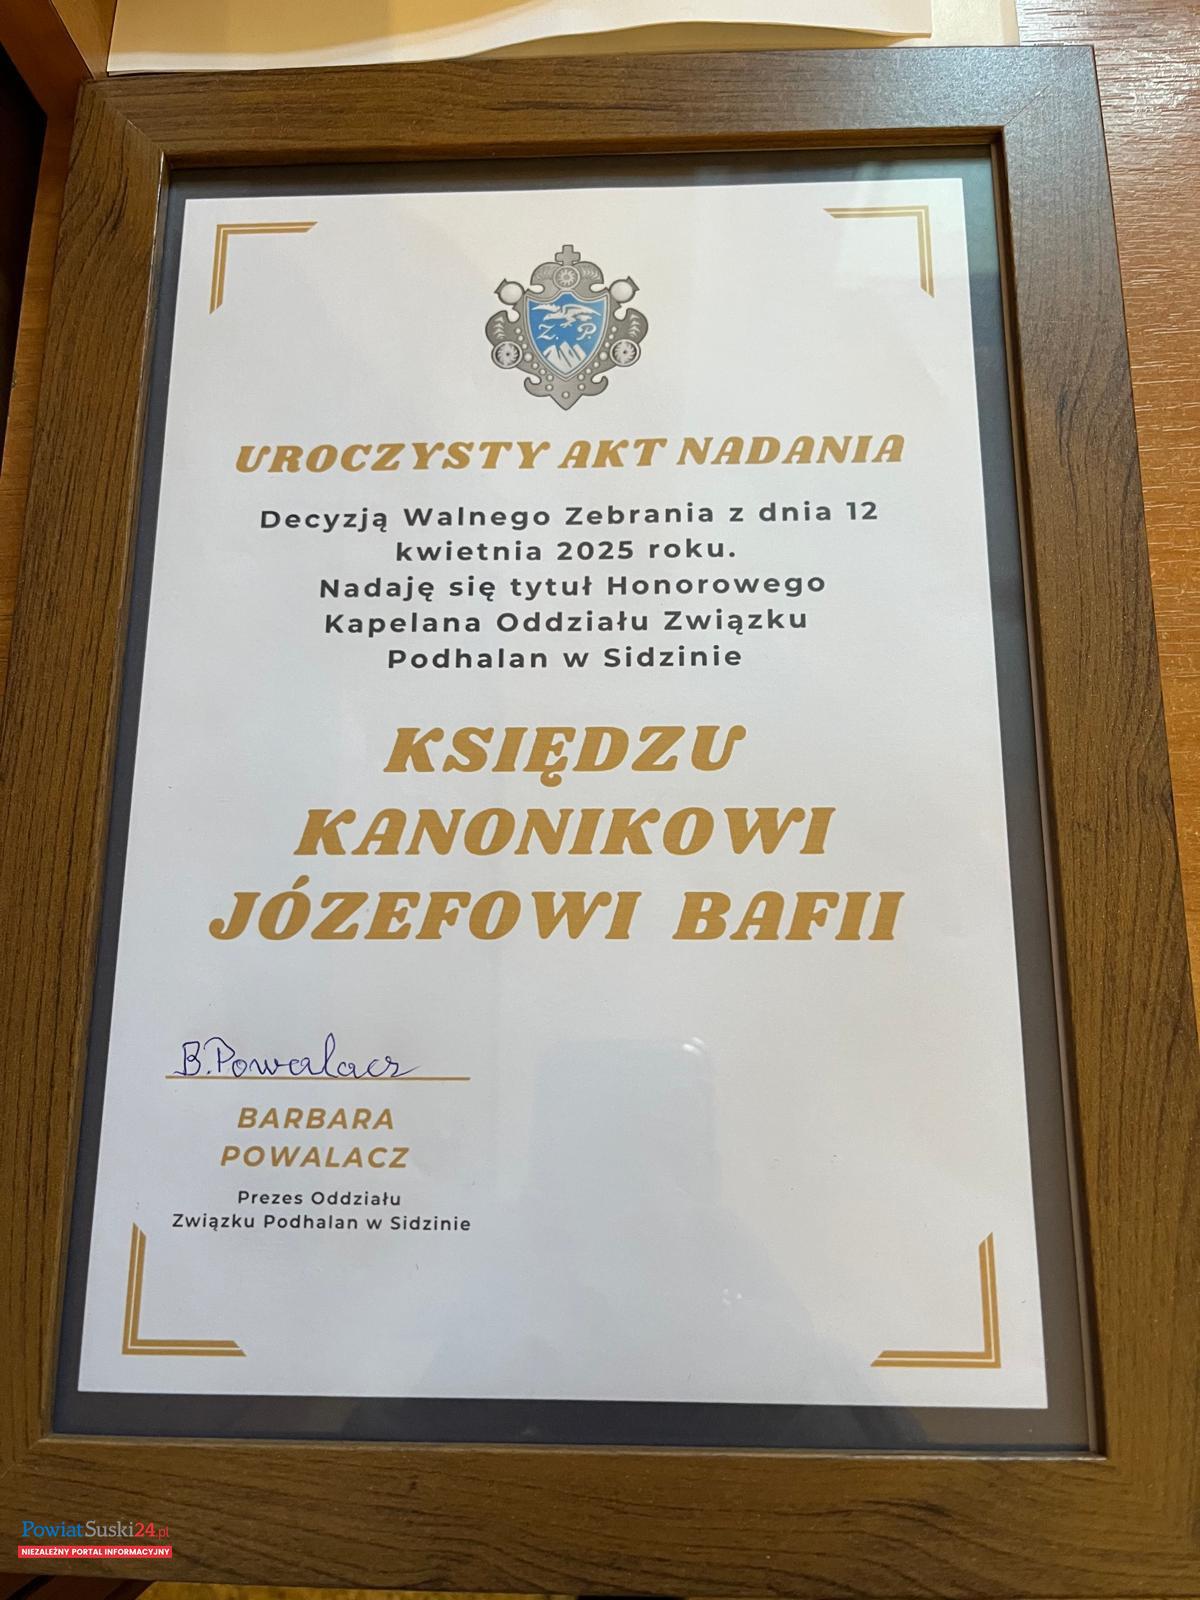 Z. P.
UROCZYSTY AKT NADANIA
Decyzją Walnego Zebrania z dnia 12
kwietnia 2025 roku.
Nadaję się tytuł Honorowego
Kapelana Oddziału Związku
Podhalan w Sidzinie
KSIĘDZU
KANONIKOWI
JÓZEFOWI BAFII
B.Powalacz
BARBARA
POWALACZ
Prezes Oddziału
Związku Podhalan w Sidzinie
PowiatSuski24.pl
NIEZALEŻNY PORTAL INFORMACYJNY